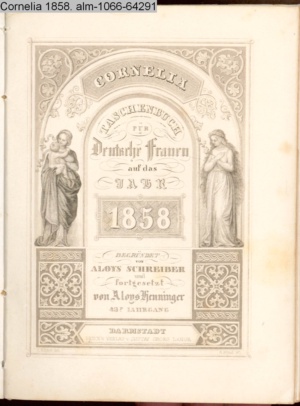 Cornelia 1858. alm-1066-64291
CORNELIA
TASCHENBUCH
FÜR
Deutsche Frauen
auf das
JAHR
1858
BEGRÜNDET
von
ALOYS SCHREIBER
und
fortgesetzt
von Aloys Henninger
43r JAHRGANG
DARMSTADT